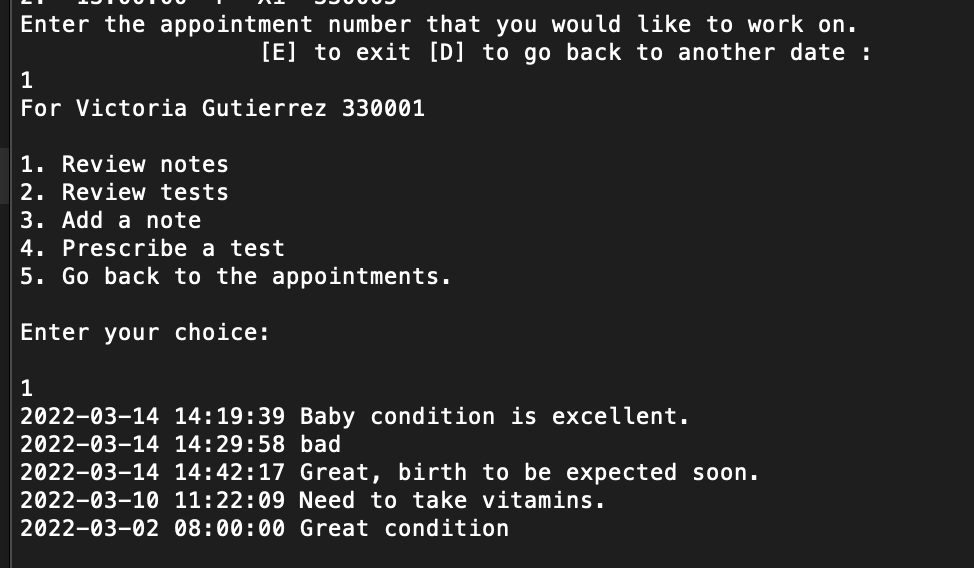 Enter the appointment number that you would like to work on.
[E] to exit [D] to go back to another date :
1
For Victoria Gutierrez 330001
1. Review notes
2. Review tests
3. Add a note
4. Prescribe a test
5. Go back to the appointments.
Enter your choice:
1
2022-03-14 14:19:39 Baby condition is excellent.
2022-03-14 14:29:58 bad
2022-03-14 14:42:17 Great, birth to be expected soon.
2022-03-10 11:22:09 Need to take vitamins.
2022-03-02 08:00:00 Great condition